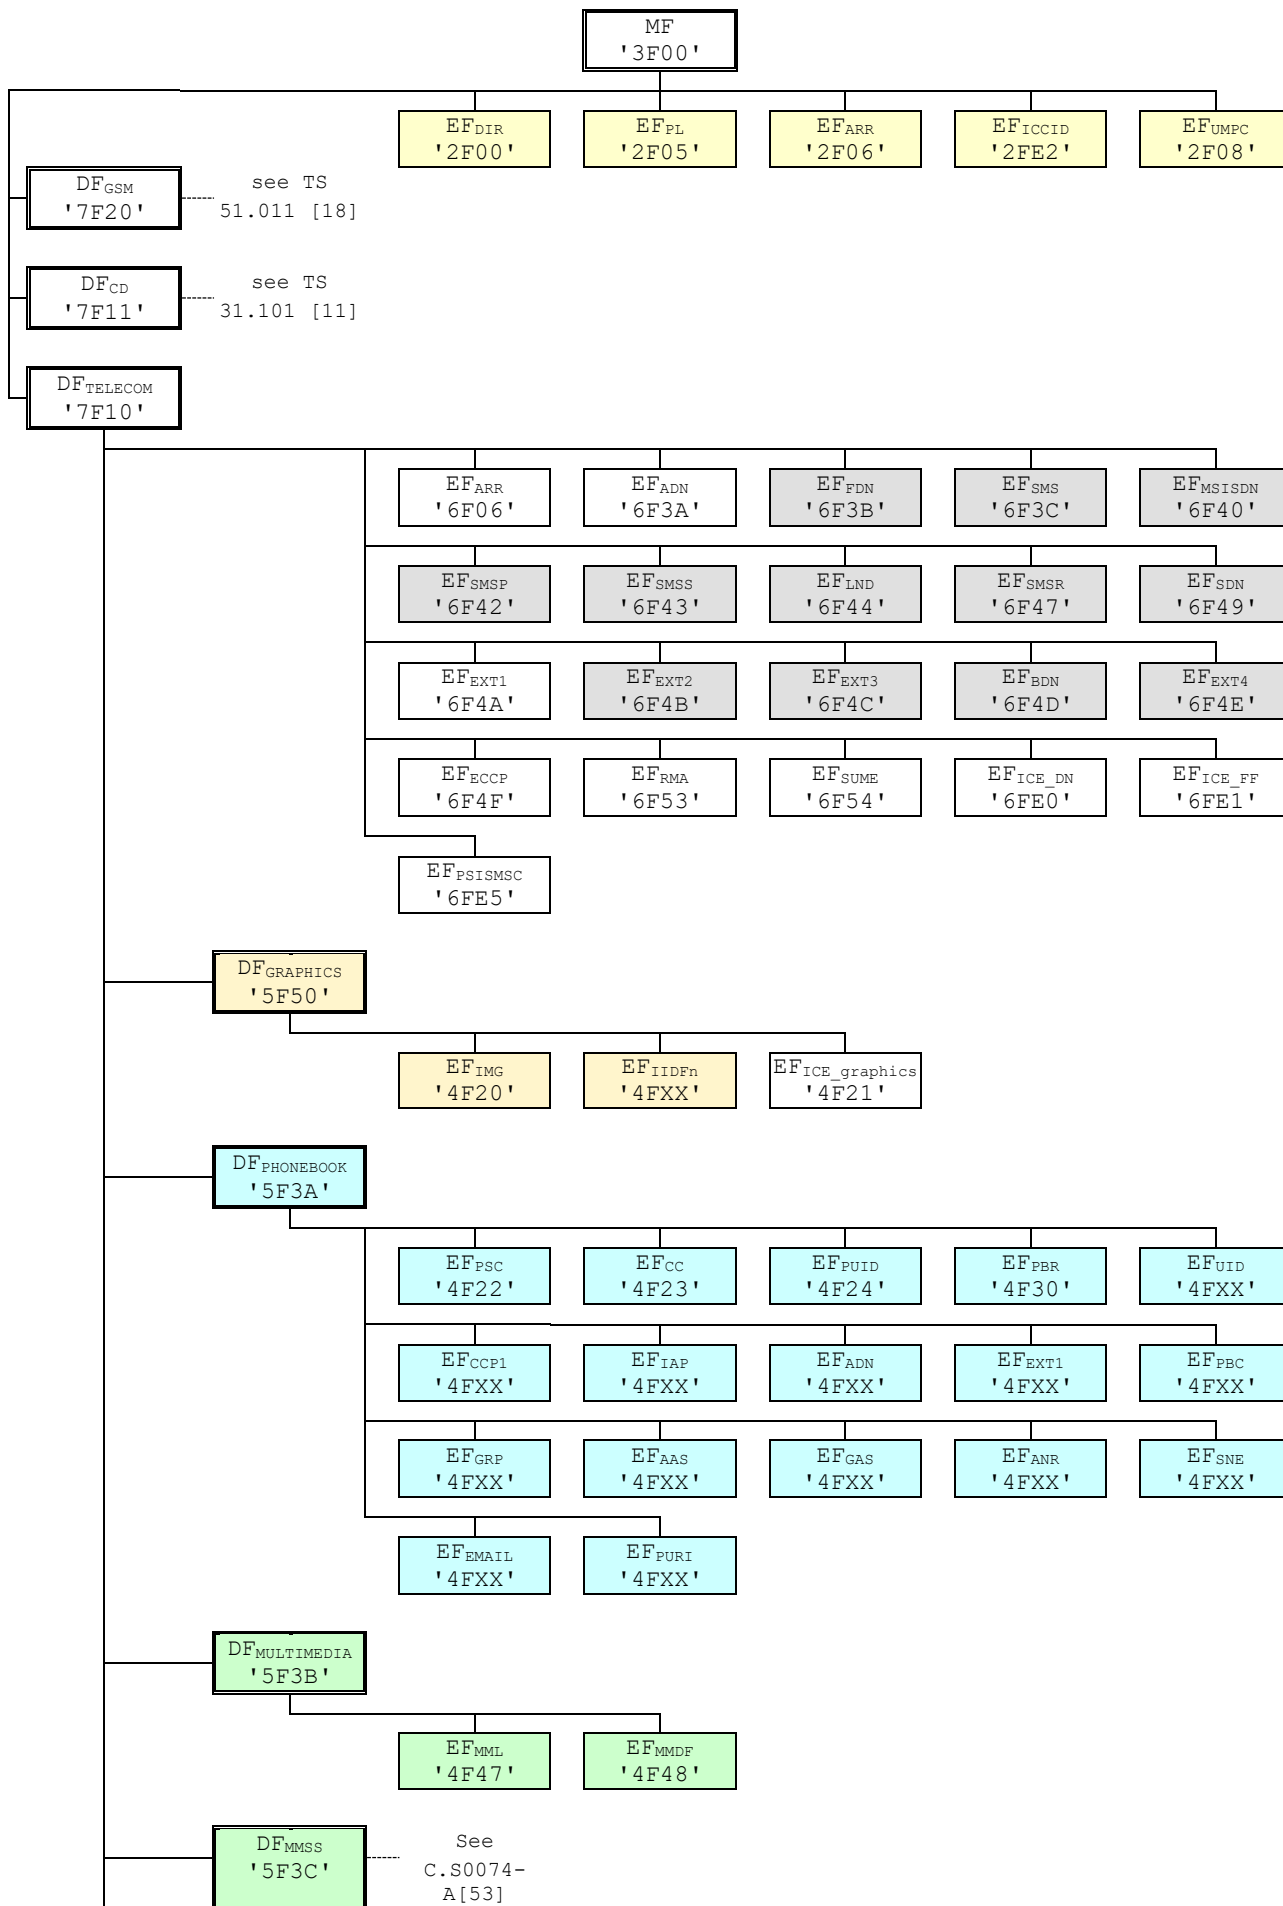 MF
'3F00'
EFDIR EFPL EFARR EFICCID EFUMPC
'2F00' '2F05' '2F06' '2FE2' '2F08'
DFGSM see TS
'7F20' 51.011 [18]
DFCD see TS
'7F11' 31.101 [11]
DFTELECOM
'7F10'
EFARR EFADN EFFDN EFSMS EFMSISDN
'6F06' '6F3A' '6F3B' '6F3C' '6F40'
EFSMSP EFSMSS EFLND EFSMSR EFSDN
'6F42' '6F43' '6F44' '6F47' '6F49'
EFEXT1 EFEXT2 EFEXT3 EFBDN EFEXT4
'6F4A' '6F4B' '6F4C' '6F4D' '6F4E'
EFECCP EFRMA EFSUME EFICE_DN EFICE_FF
'6F4F' '6F53' '6F54' '6FE0' '6FE1'
EFPSISMSC
'6FE5'
DFGRAPHICS
'5F50'
EFIMG EFIIDFn EFICE_graphics
'4F20' '4FXX' '4F21'
DFPHONEBOOK
'5F3A'
EFPSC EFCC EFPUID EFPBR EFUID
'4F22' '4F23' '4F24' '4F30' '4FXX'
EFCCP1 EFIAP EFADN EFEXT1 EFPBC
'4FXX' '4FXX' '4FXX' '4FXX' '4FXX'
EFGRP EFAAS EFGAS EFANR EFSNE
'4FXX' '4FXX' '4FXX' '4FXX' '4FXX'
EFEMAIL EFPURI
'4FXX' '4FXX'
DFMULTIMEDIA
'5F3B'
EFMML EFMMDF
'4F47' '4F48'
DFMMSS See
'5F3C' C.S0074-
A[53]